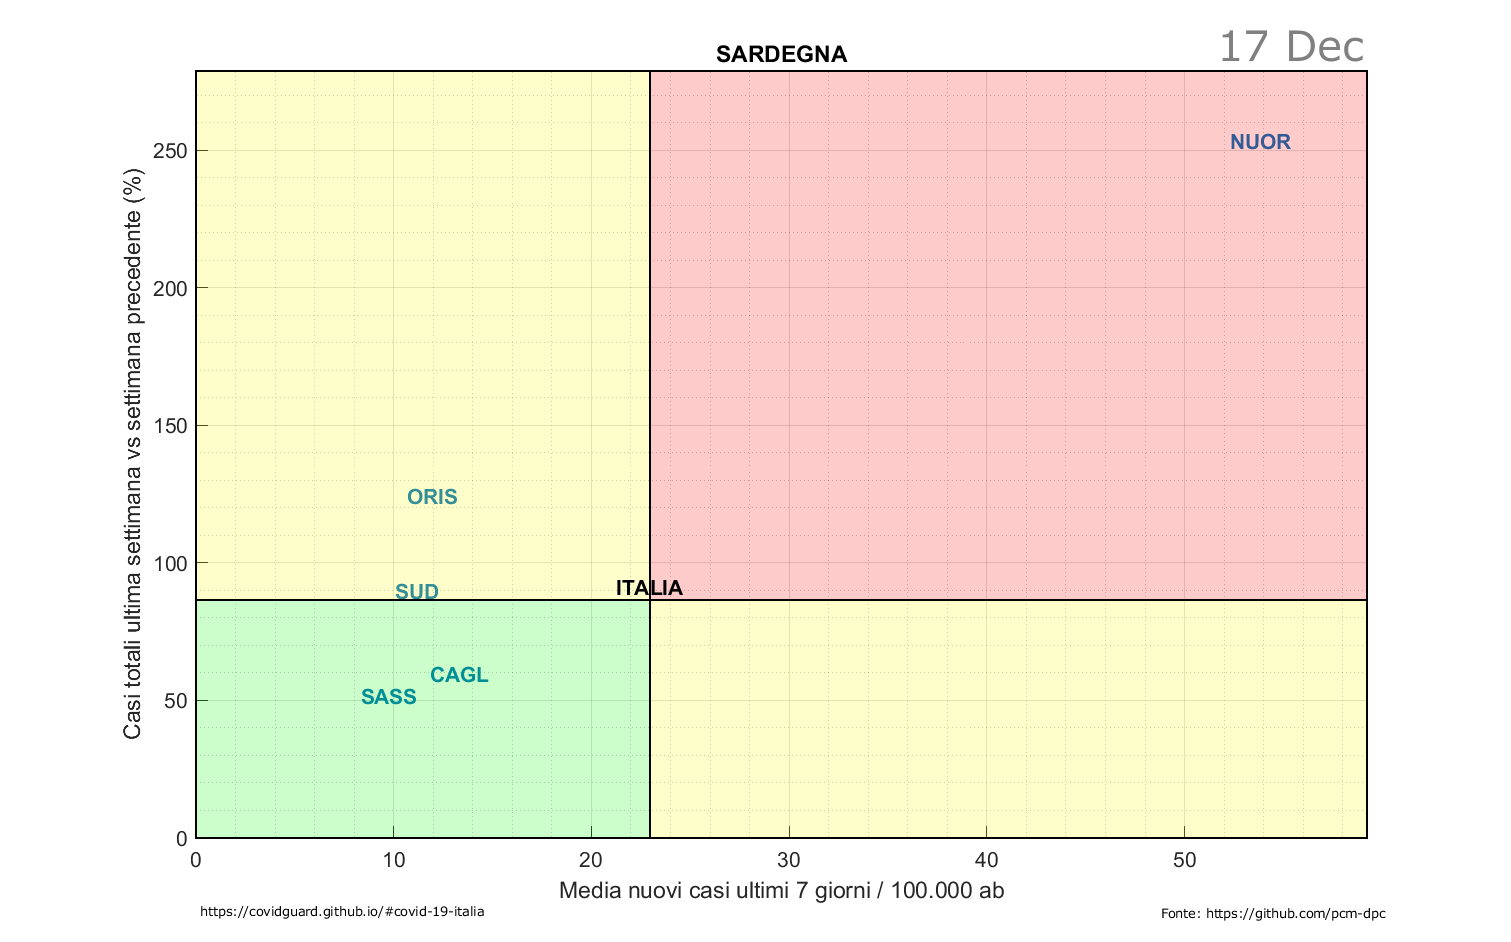 17 Dec
SARDEGNA
Casi totali ultima settimana vs settimana precedente (%)
250
200
150
100
50
0
NUOR
ORIS
SUD
ITALIA
CAGL
SASS
0 10 20 30 40 50
Media nuovi casi ultimi 7 giorni / 100.000 ab
https://covidguard.github.io/#covid-19-italia
Fonte: https://github.com/pcm-dpc